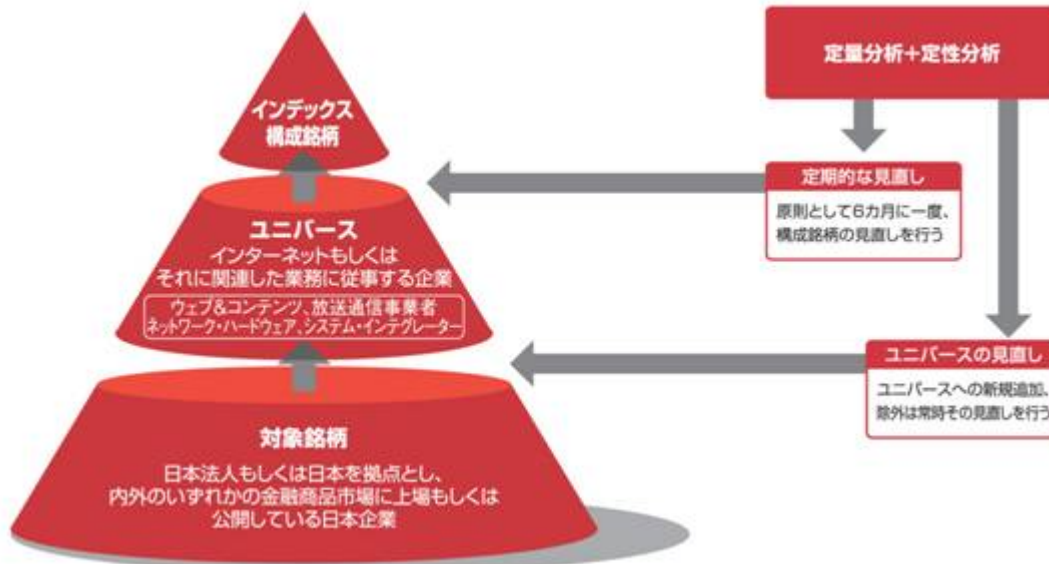 インデックス
構成銘柄
ユニバース
インターネットもしくは
それに関連した業務に従事する企業
ウェブ&コンテンツ、放送通信事業者
ネットワーク・ハードウェア、システム・インテグレーター
対象銘柄
日本法人もしくは日本を拠点とし、
内外のいずれかの金融商品市場に上場もしくは
公開している日本企業
定量分析＋定性分析
定期的な見直し
原則として6カ月に一度、
構成銘柄の見直しを行う
ユニバースの見直し
ユニバースへの新規追加、
除外は常時その見直しを行う